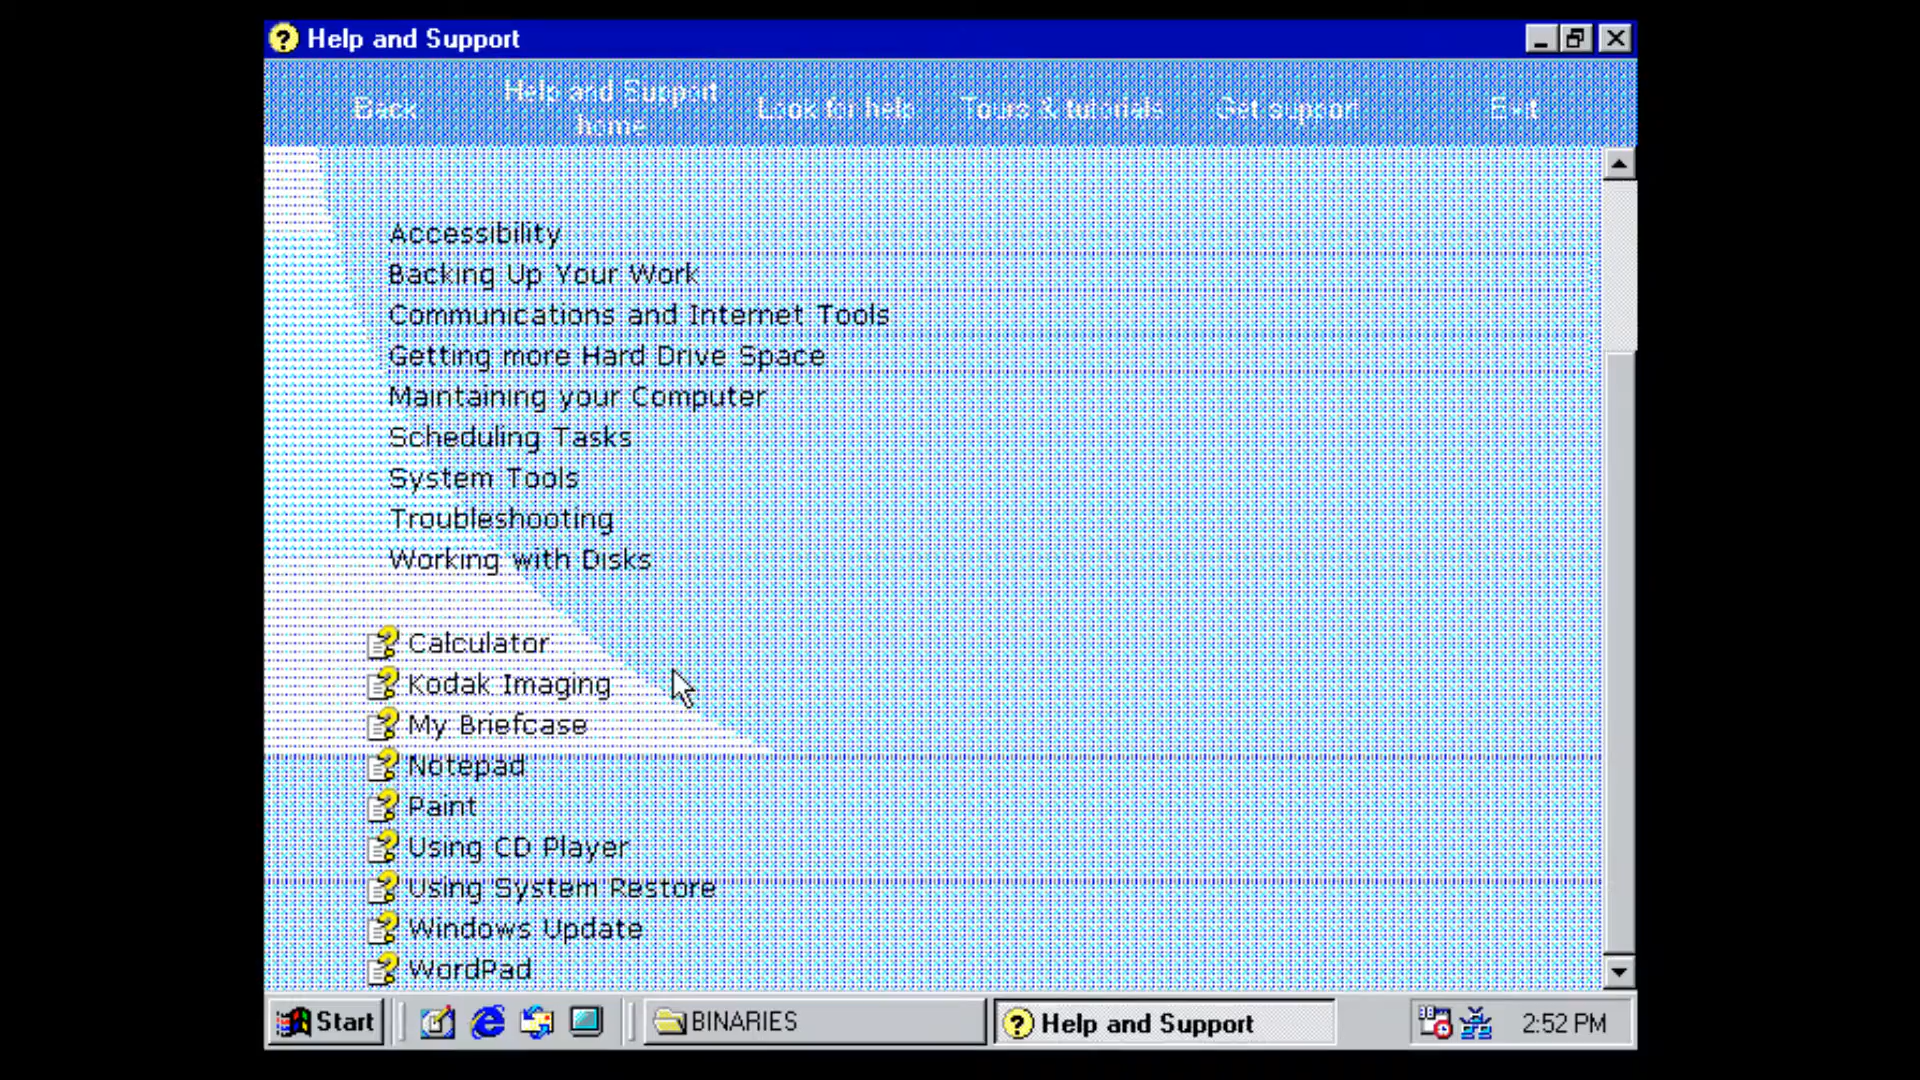 Help and Support
Back
Help and Support
home
Look for help
Tours & tutorials
Get support
Exit
Accessibility
Backing Up Your Work
Communications and Internet Tools
Getting more Hard Drive Space
Maintaining your Computer
Scheduling Tasks
System Tools
Troubleshooting
Working with Disks
Calculator
Kodak Imaging
My Briefcase
Notepad
Paint
Using CD Player
Using System Restore
Windows Update
WordPad
Start
BINARIES
Help and Support
2:52 PM